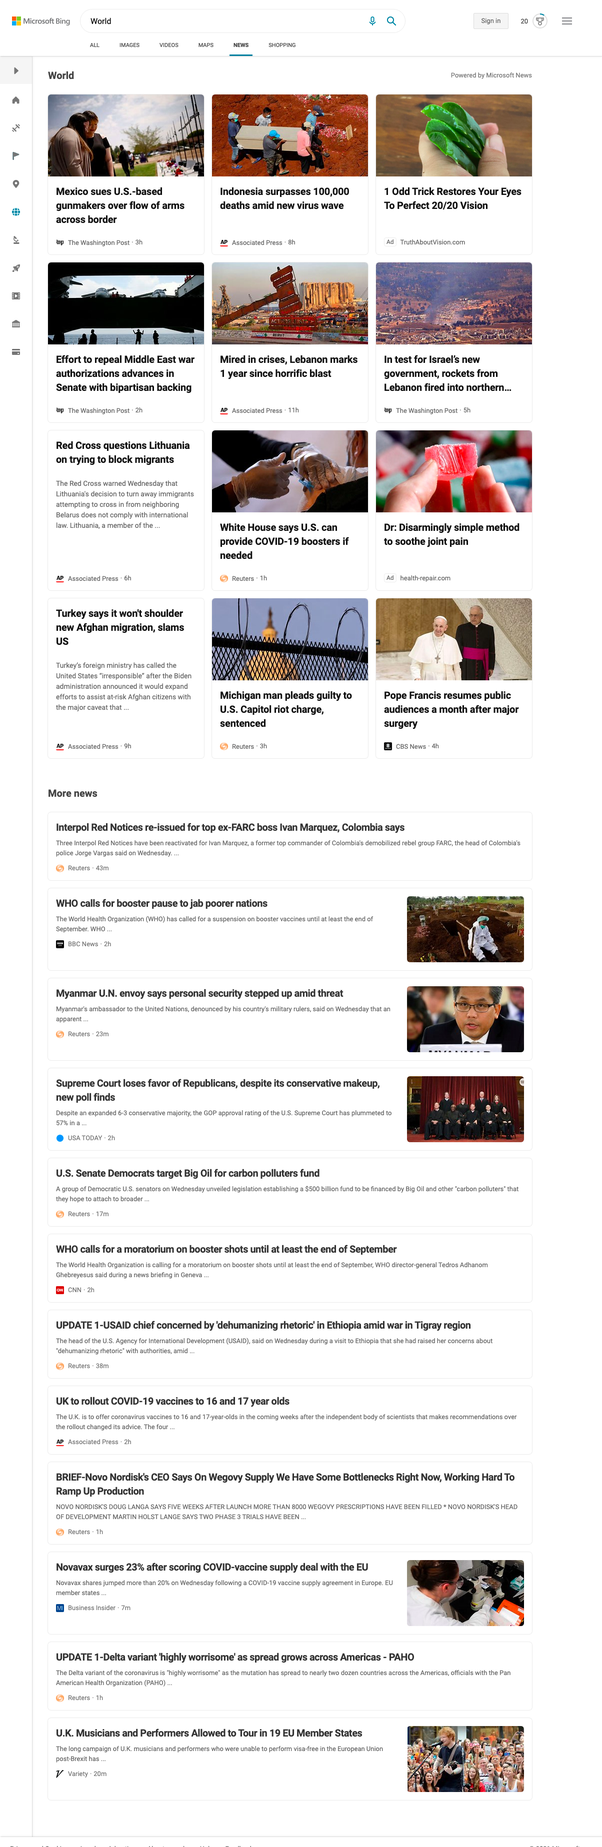 Microsoft Bing
World
Sign in
20
ALL
IMAGES
VIDEOS
MAPS
NEWS
SHOPPING
World
Powered by Microsoft News
Mexico sues U.S.-based
gunmakers over flow of arms
across border
The Washington Post · 3h
Indonesia surpasses 100,000
deaths amid new virus wave
AP Associated Press · 8h
1 Odd Trick Restores Your Eyes
To Perfect 20/20 Vision
Ad TruthAboutVision.com
Effort to repeal Middle East war
authorizations advances in
Senate with bipartisan backing
The Washington Post · 2h
Mired in crises, Lebanon marks
1 year since horrific blast
AP Associated Press · 11h
In test for Israel's new
government, rockets from
Lebanon fired into northern...
The Washington Post · 5h
Red Cross questions Lithuania
on trying to block migrants
The Red Cross warned Wednesday that
Lithuania's decision to turn away immigrants
attempting to cross in from neighboring
Belarus does not comply with international
law. Lithuania, a member of the ...
AP Associated Press · 6h
White House says U.S. can
provide COVID-19 boosters if
needed
Reuters · 1h
Dr: Disarmingly simple method
to soothe joint pain
Ad health-repair.com
Turkey says it won't shoulder
new Afghan migration, slams
US
Turkey's foreign ministry has called the
United States "irresponsible" after the Biden
administration announced it would expand
efforts to assist at-risk Afghan citizens with
the major caveat that ...
AP Associated Press · 9h
Michigan man pleads guilty to
U.S. Capitol riot charge,
sentenced
Reuters · 3h
Pope Francis resumes public
audiences a month after major
surgery
CBS News · 4h
More news
Interpol Red Notices re-issued for top ex-FARC boss Ivan Marquez, Colombia says
Three Interpol Red Notices have been reactivated for Ivan Marquez, a former top commander of Colombia's demobilized rebel group FARC, the head of Colombia's
police Jorge Vargas said on Wednesday. ...
Reuters · 43m
WHO calls for booster pause to jab poorer nations
The World Health Organization (WHO) has called for a suspension on booster vaccines until at least the end of
September. WHO ...
BBC News · 2h
Myanmar U.N. envoy says personal security stepped up amid threat
Myanmar's ambassador to the United Nations, denounced by his country's military rulers, said on Wednesday that an
apparent ...
Reuters · 23m
MYANMAR
Supreme Court loses favor of Republicans, despite its conservative makeup,
new poll finds
Despite an expanded 6-3 conservative majority, the GOP approval rating of the U.S. Supreme Court has plummeted to
57% in a ...
USA TODAY · 2h
U.S. Senate Democrats target Big Oil for carbon polluters fund
A group of Democratic U.S. senators on Wednesday unveiled legislation establishing a $500 billion fund to be financed by Big Oil and other "carbon polluters" that
they hope to attach to broader ...
Reuters · 17m
WHO calls for a moratorium on booster shots until at least the end of September
The World Health Organization is calling for a moratorium on booster shots until at least the end of September, WHO director-general Tedros Adhanom
Ghebreyesus said during a news briefing in Geneva ...
CNN · 2h
UPDATE 1-USAID chief concerned by 'dehumanizing rhetoric' in Ethiopia amid war in Tigray region
The head of the U.S. Agency for International Development (USAID), said on Wednesday during a visit to Ethiopia that she had raised her concerns about
"dehumanizing rhetoric" with authorities, amid ...
Reuters · 38m
UK to rollout COVID-19 vaccines to 16 and 17 year olds
The U.K. is to offer coronavirus vaccines to 16 and 17-year-olds in the coming weeks after the independent body of scientists that makes recommendations over
the rollout changed its advice. The four ...
AP Associated Press · 2h
BRIEF-Novo Nordisk's CEO Says On Wegovy Supply We Have Some Bottlenecks Right Now, Working Hard To
Ramp Up Production
NOVO NORDISK'S DOUG LANGA SAYS FIVE WEEKS AFTER LAUNCH MORE THAN 8000 WEGOVY PRESCRIPTIONS HAVE BEEN FILLED * NOVO NORDISK'S HEAD
OF DEVELOPMENT MARTIN HOLST LANGE SAYS TWO PHASE 3 TRIALS HAVE BEEN ...
Reuters · 1h
Novavax surges 23% after scoring COVID-vaccine supply deal with the EU
Novavax shares jumped more than 20% on Wednesday following a COVID-19 vaccine supply agreement in Europe. EU
member states ...
Business Insider · 7m
UPDATE 1-Delta variant 'highly worrisome' as spread grows across Americas - PAHO
The Delta variant of the coronavirus is "highly worrisome" as the mutation has spread to nearly two dozen countries across the Americas, officials with the Pan
American Health Organization (PAHO) ...
Reuters · 1h
U.K. Musicians and Performers Allowed to Tour in 19 EU Member States
The long campaign of U.K. musicians and performers who were unable to perform visa-free in the European Union
post-Brexit has ...
Variety · 20m